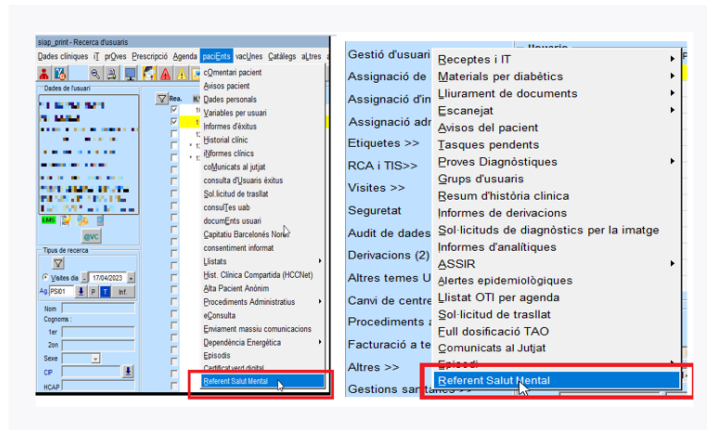 siap_print - Recerca d'usuaris
Dades clíniques iT prOves Prescripció Agenda paciEnts vacUnes Catàlegs aLtres
Dades de l'usuari
Rea.
cOmentari pacient
Avisos pacient
Dades personals
Variables per usuari
Informes d'èxitus
Historial clínic
iNformes clínics
coMunicats al jutjat
consulta d'Usuaris èxitus
Sol.licitud de trasllat
consulTes uab
documEnts usuari
Capitatiu Barcelonès Nord
consentiment informat
Llistats
Hist. Clínica Compartida (HCCNet)
Alta Pacient Anònim
Procediments Administratius
eConsulta
Enviament massiu comunicacions
Dependència Energètica
Episodis
Certificat verd digital
Referent Salut Mental
@VC
Tipus de recerca
Visites dia
17/04/2023
Ag
PSI01
P
T
Inf.
Nom
Cognoms :
1er
2on
Sexe
CIP
HCAP
Gestió d'usuari
Assignació de
Assignació d'in
Assignació adr
Etiquetes >>
RCA i TIS>>
Visites >>
Seguretat
Audit de dades
Derivacions (2)
Altres temes U
Canvi de centre
Procediments a
Facturació a te
Altres >>
Gestions sanitàries >>
Usuaris
Receptes i IT
Materials per diabètics
Lliurament de documents
Escanejat
Avisos del pacient
Tasques pendents
Proves Diagnòstiques
Grups d'usuaris
Resum d'història clinica
Informes de derivacions
Sol·licituds de diagnòstics per la imatge
Informes d'analítiques
ASSIR
Alertes epidemiològiques
Llistat OTI per agenda
Sol·licitud de trasllat
Full dosificació TAO
Comunicats al Jutjat
Episodi
Referent Salut Mental